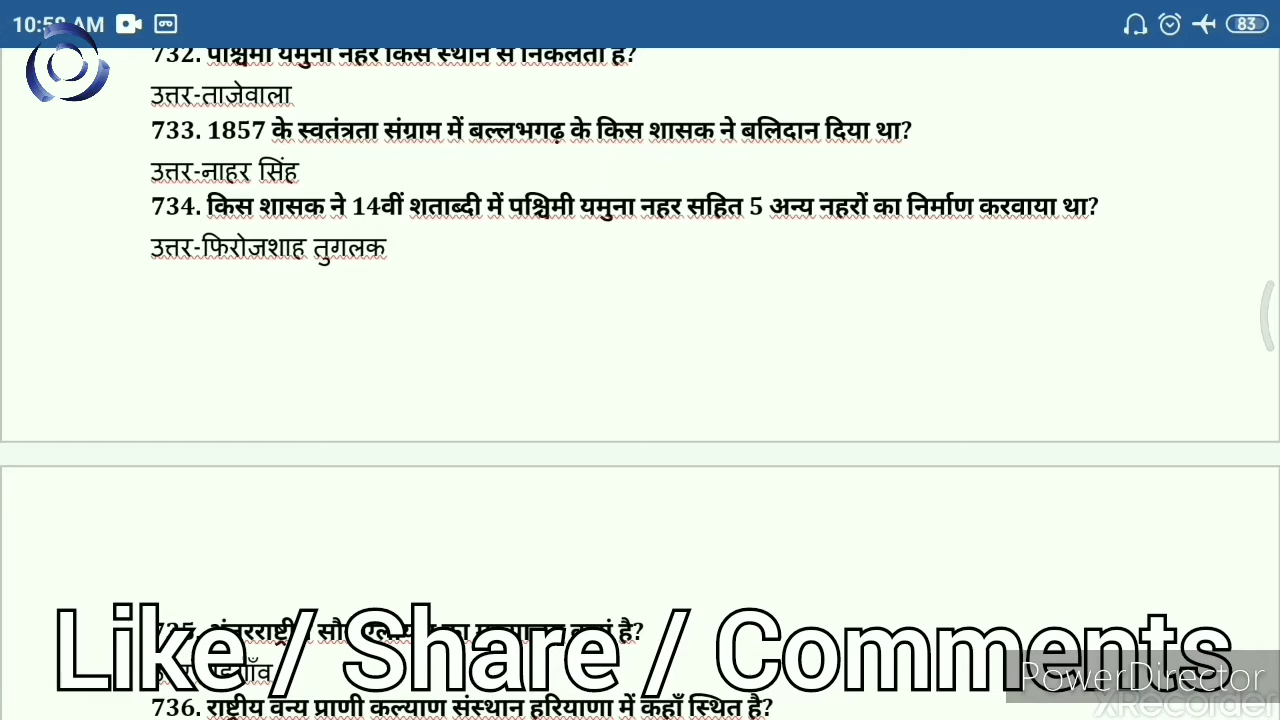 10:58 AM
83
732. पश्चिमी यमुना नहर किस स्थान से निकलती है?
उत्तर-ताजेवाला
733. 1857 के स्वतंत्रता संग्राम में बल्लभगढ़ के किस शासक ने बलिदान दिया था?
उत्तर-नाहर सिंह
734. किस शासक ने 14वीं शताब्दी में पश्चिमी यमुना नहर सहित 5 अन्य नहरों का निर्माण करवाया था?
उत्तर-फिरोजशाह तुगलक
735. है?
Like / Share / Comments
PowerDirector
736. राष्ट्रीय वन्य प्राणी कल्याण संस्थान हरियाणा में कहाँ स्थित है?
XRecorder